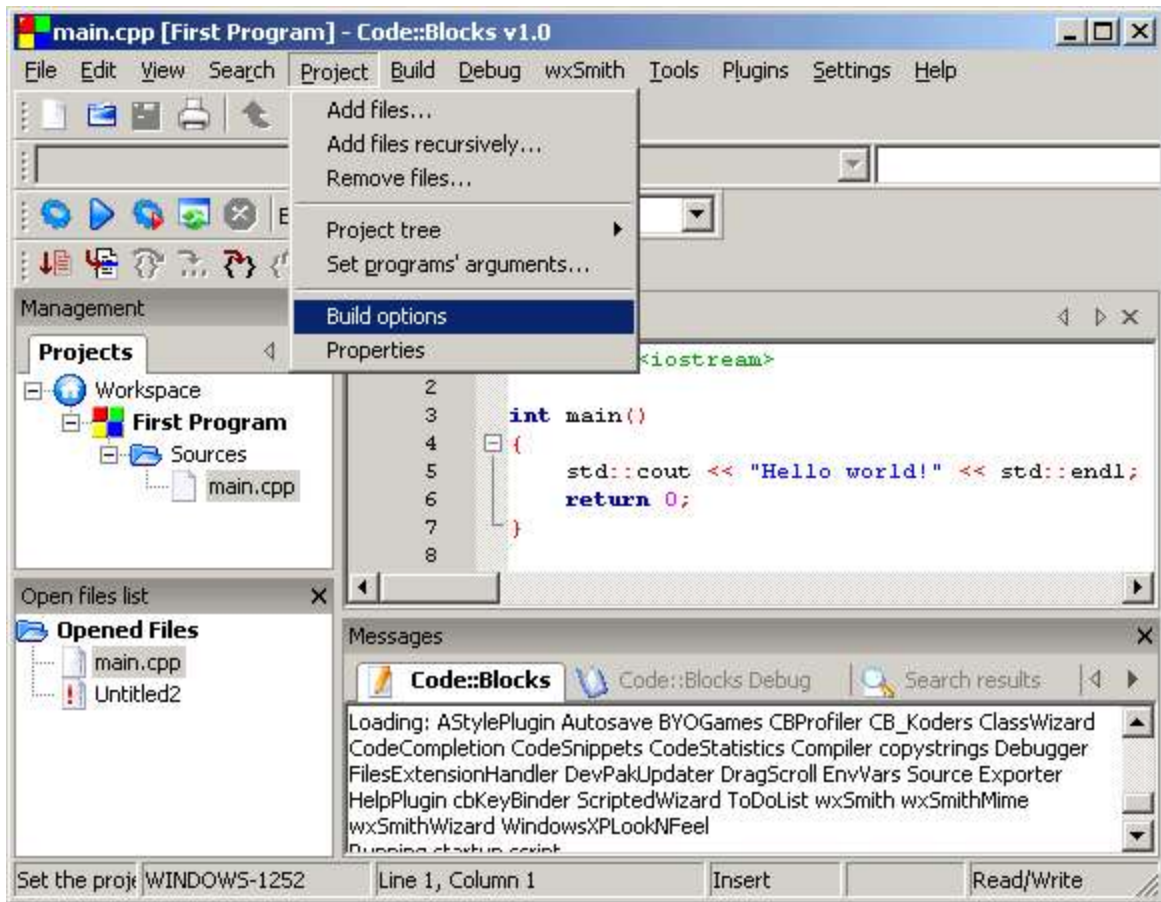 main.cpp [First Program] - Code::Blocks v1.0
File Edit View Search Project Build Debug wxSmith Tools Plugins Settings Help
Add files...
Add files recursively...
Remove files...
Project tree
Set programs' arguments...
Build options
Properties
Management
Projects
Workspace
First Program
Sources
main.cpp
<iostream>
2
3 int main()
4 {
5 std::cout << "Hello world!" << std::endl;
6 return 0;
7 }
8
Open files list
Opened Files
main.cpp
Untitled2
Messages
Code::Blocks Code::Blocks Debug Search results
Loading: AStylePlugin Autosave BYOGames CBProfiler CB_Koders ClassWizard
CodeCompletion CodeSnippets CodeStatistics Compiler copystrings Debugger
FilesExtensionHandler DevPakUpdater DragScroll EnvVars Source Exporter
HelpPlugin cbKeyBinder ScriptedWizard ToDoList wxSmith wxSmithMime
wxSmithWizard WindowsXPLookNFeel
Running startup script
Set the proje WINDOWS-1252 Line 1, Column 1 Insert Read/Write